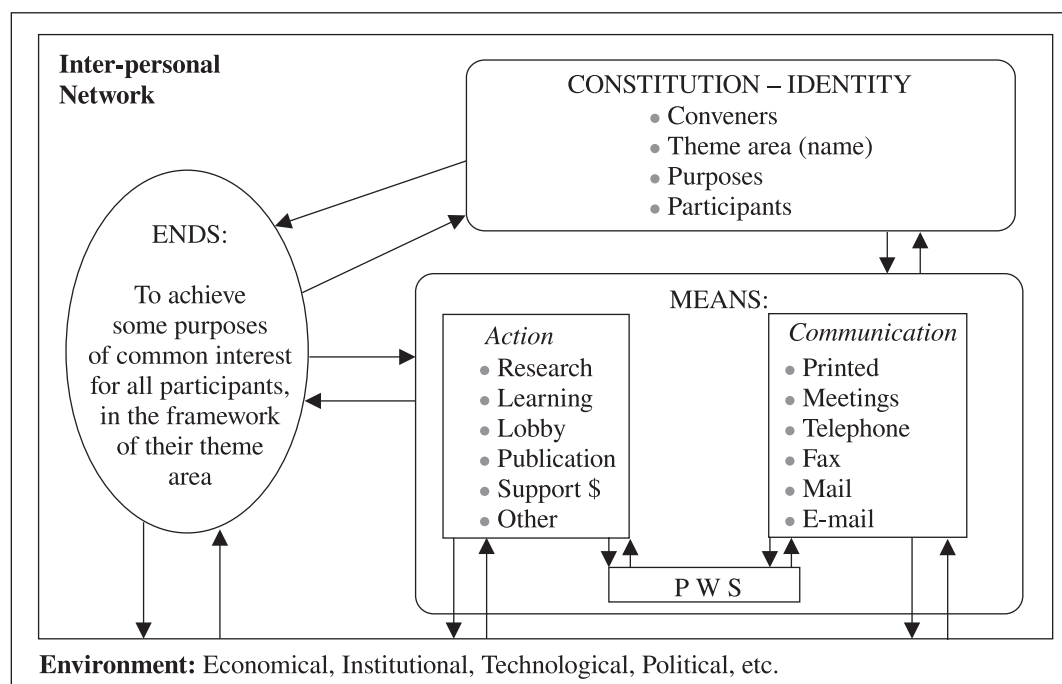 Inter-personal
Network
CONSTITUTION – IDENTITY
• Conveners
• Theme area (name)
• Purposes
• Participants
ENDS:
To achieve
some purposes
of common interest
for all participants,
in the framework
of their theme
area
MEANS:
Action
• Research
• Learning
• Lobby
• Publication
• Support $
• Other
Communication
• Printed
• Meetings
• Telephone
• Fax
• Mail
• E-mail
P W S
Environment: Economical, Institutional, Technological, Political, etc.